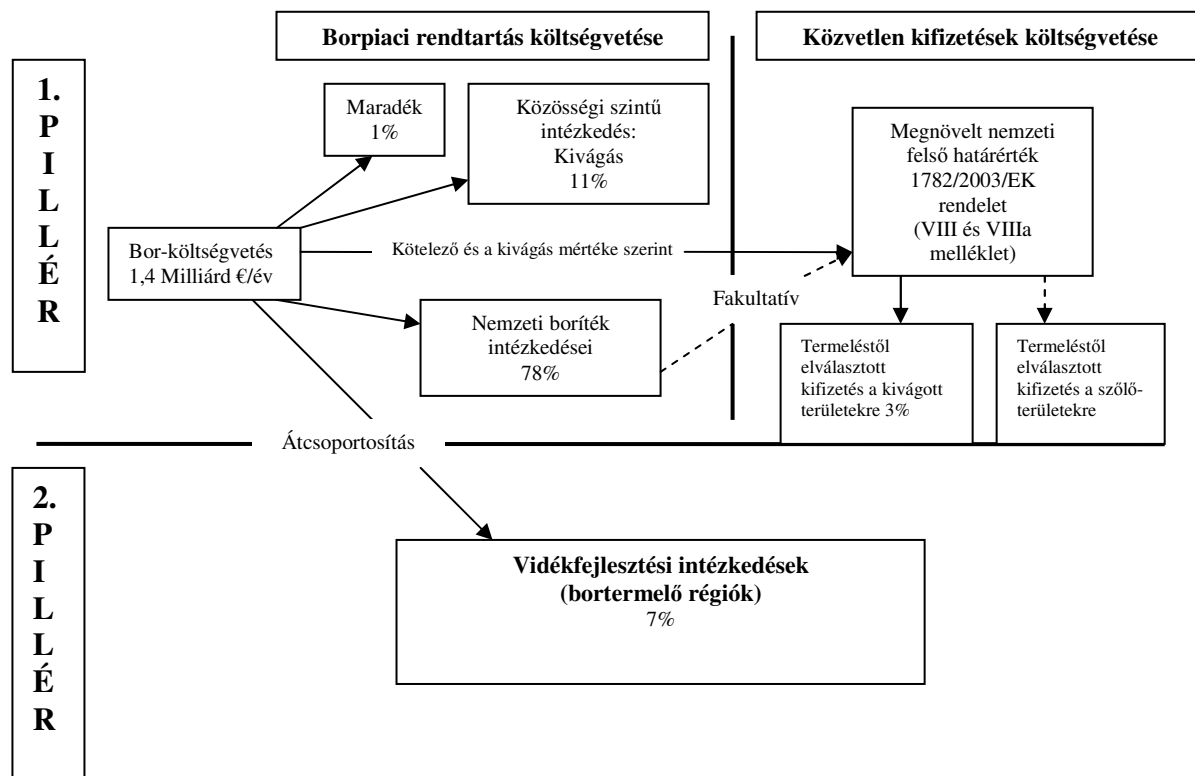 Borpiaci rendtartás költségvetése
Közvetlen kifizetések költségvetése
1.
P
I
L
L
É
R
Maradék
1%
Közösségi szintű
intézkedés:
Kivágás
11%
Megnövelt nemzeti
felső határérték
1782/2003/EK
rendelet
(VIII és VIIIa
melléklet)
Bor-költségvetés
1,4 Milliárd €/év
Kötelező és a kivágás mértéke szerint
Fakultatív
Nemzeti boríték
intézkedései
78%
Termeléstől
elválasztott
kifizetés a kivágott
területekre 3%
Termeléstől
elválasztott
kifizetés a szőlő-
területekre
Átcsoportosítás
2.
P
I
L
L
É
R
Vidékfejlesztési intézkedések
(bortermelő régiók)
7%